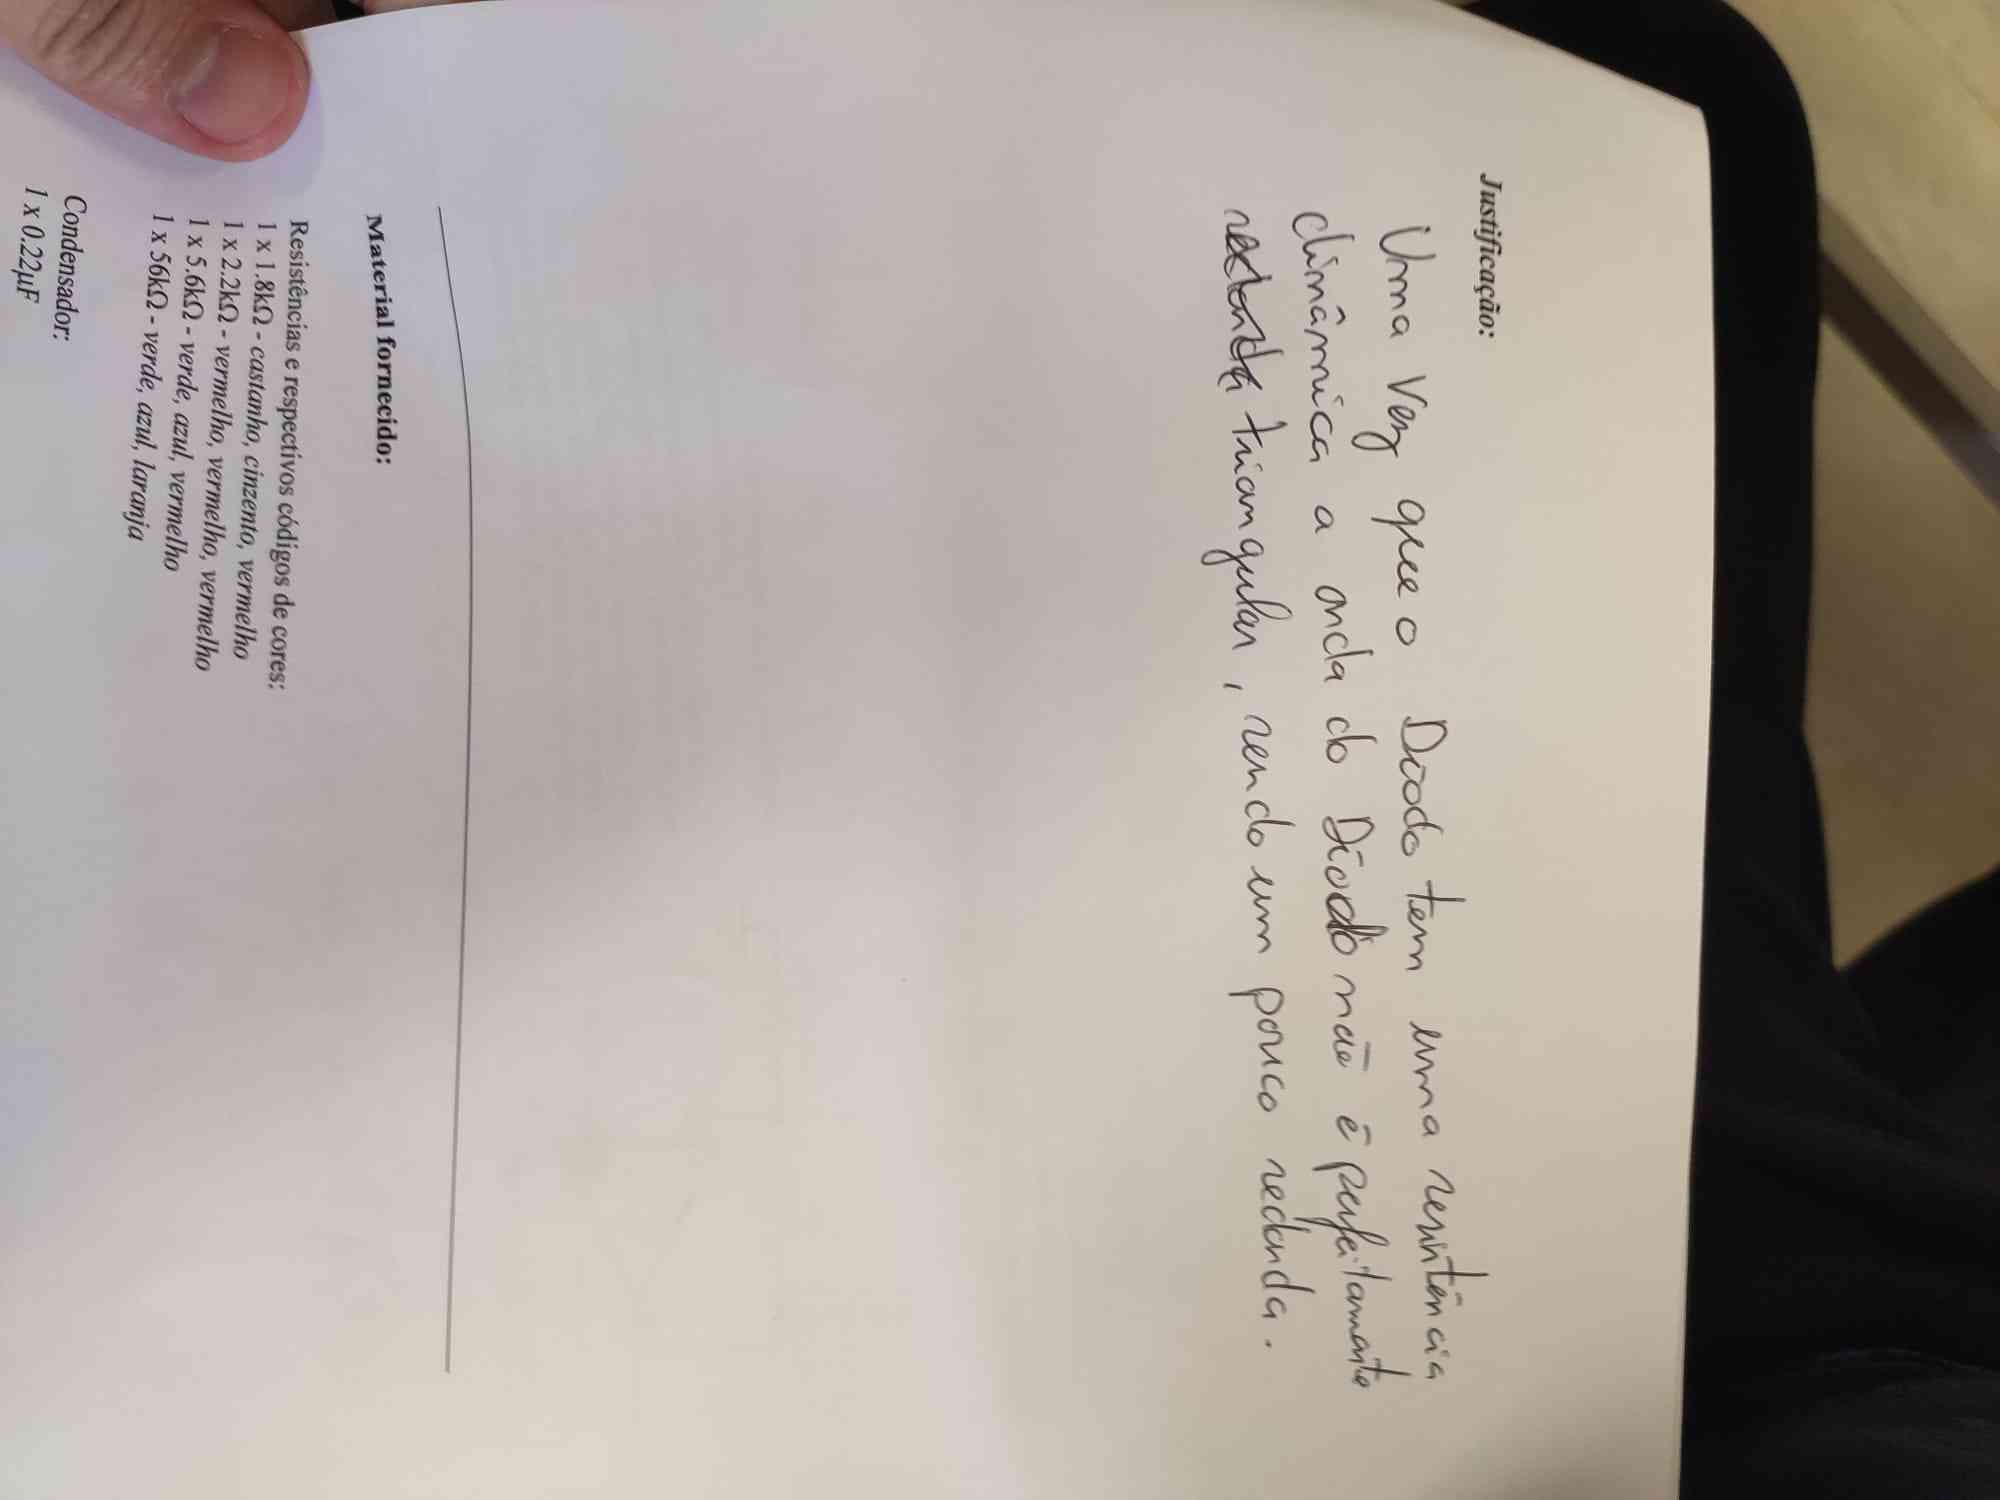 Justificação:
Uma vez que o Diodo tem uma resistência
dinâmica a onda do Diodo não é perfeitamente
redonda triangular, sendo um pouco redonda.
Material fornecido:
Resistências e respectivos códigos de cores:
1 x 1.8kΩ - castanho, cinzento, vermelho
1 x 2.2kΩ - vermelho, vermelho, vermelho
1 x 5.6kΩ - verde, azul, vermelho
1 x 56kΩ - verde, azul, laranja
Condensador:
1 x 0.22μF